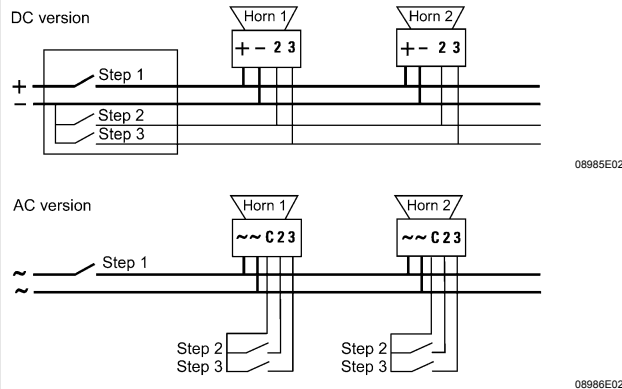 DC version
Horn 1
Horn 2
+ − 2 3
+ − 2 3
+
Step 1
−
Step 2
Step 3
08985E02
AC version
Horn 1
Horn 2
~~ C 2 3
~~ C 2 3
~
Step 1
~
Step 2
Step 2
Step 3
Step 3
08986E02